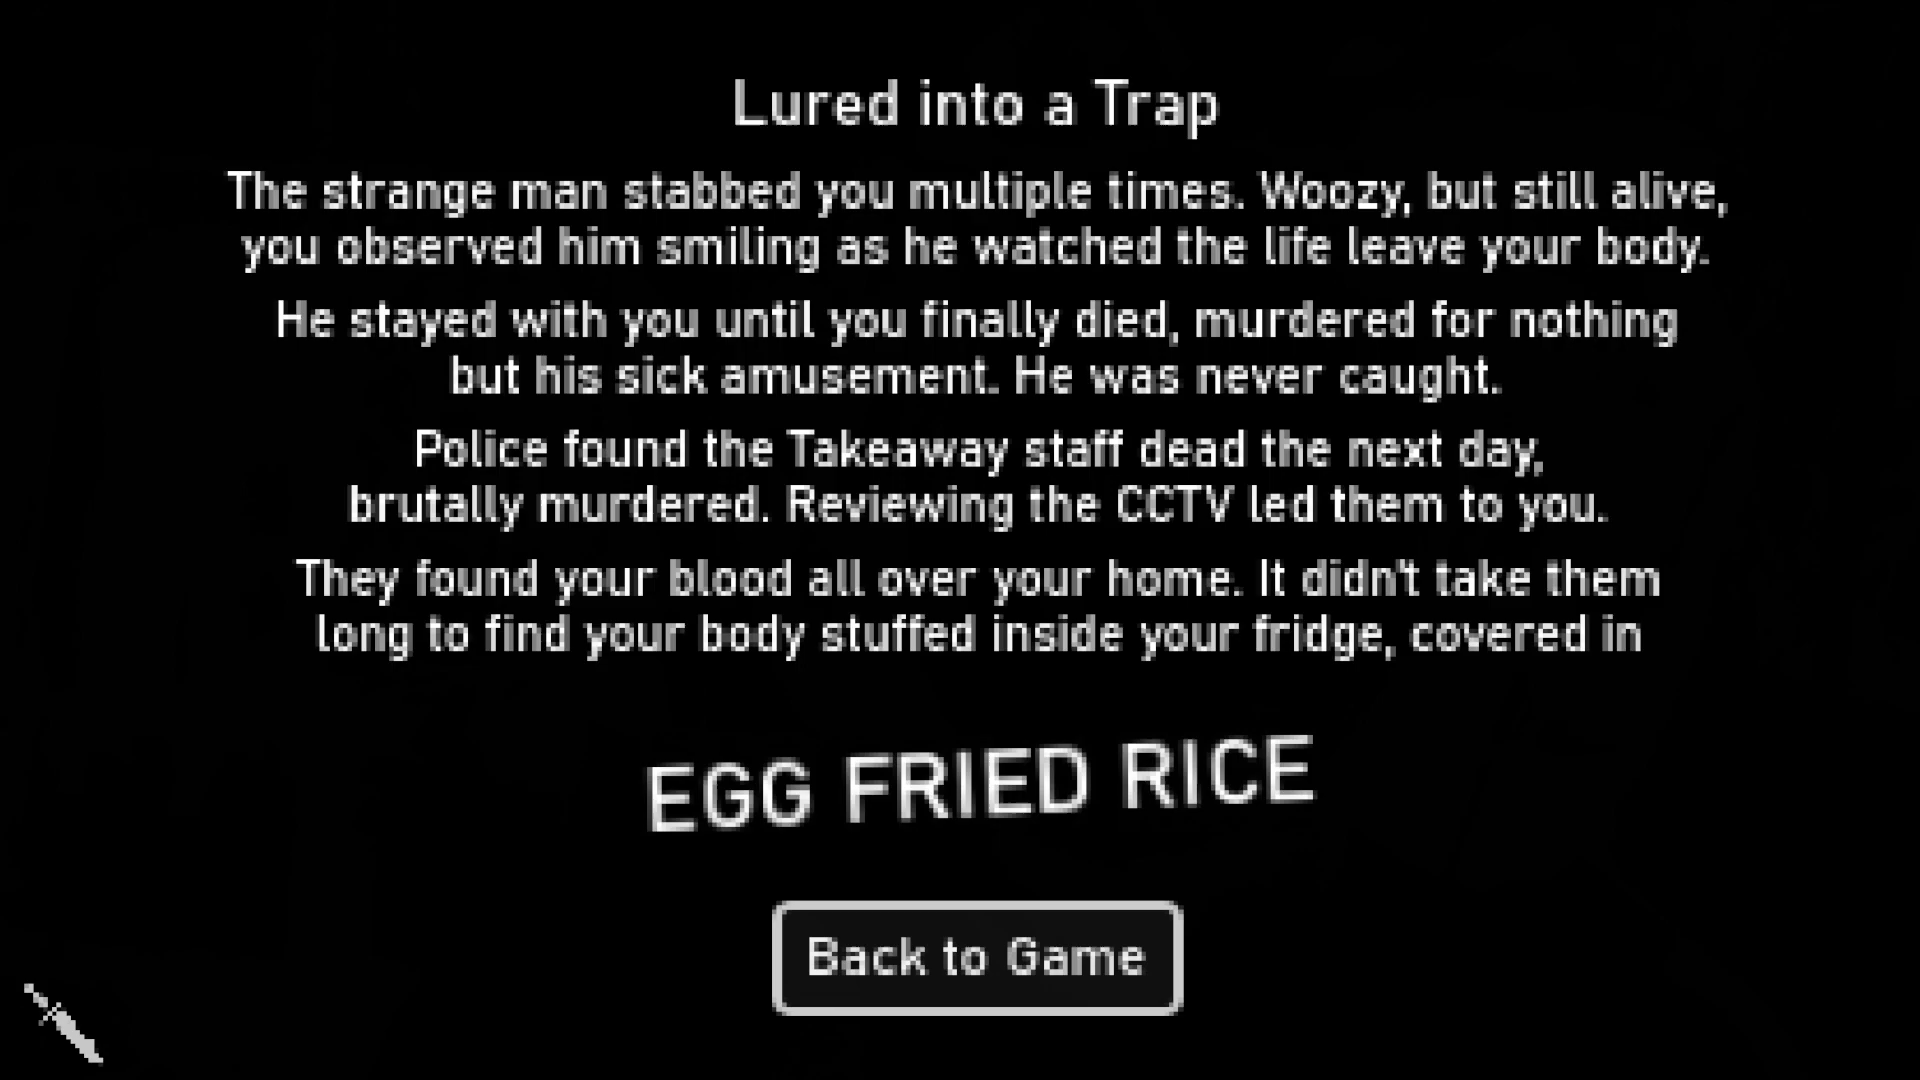 Lured into a Trap
The strange man stabbed you multiple times. Woozy, but still alive,
you observed him smiling as he watched the life leave your body.
He stayed with you until you finally died, murdered for nothing
but his sick amusement. He was never caught.
Police found the Takeaway staff dead the next day,
brutally murdered. Reviewing the CCTV led them to you.
They found your blood all over your home. It didn't take them
long to find your body stuffed inside your fridge, covered in
EGG FRIED RICE
Back to Game